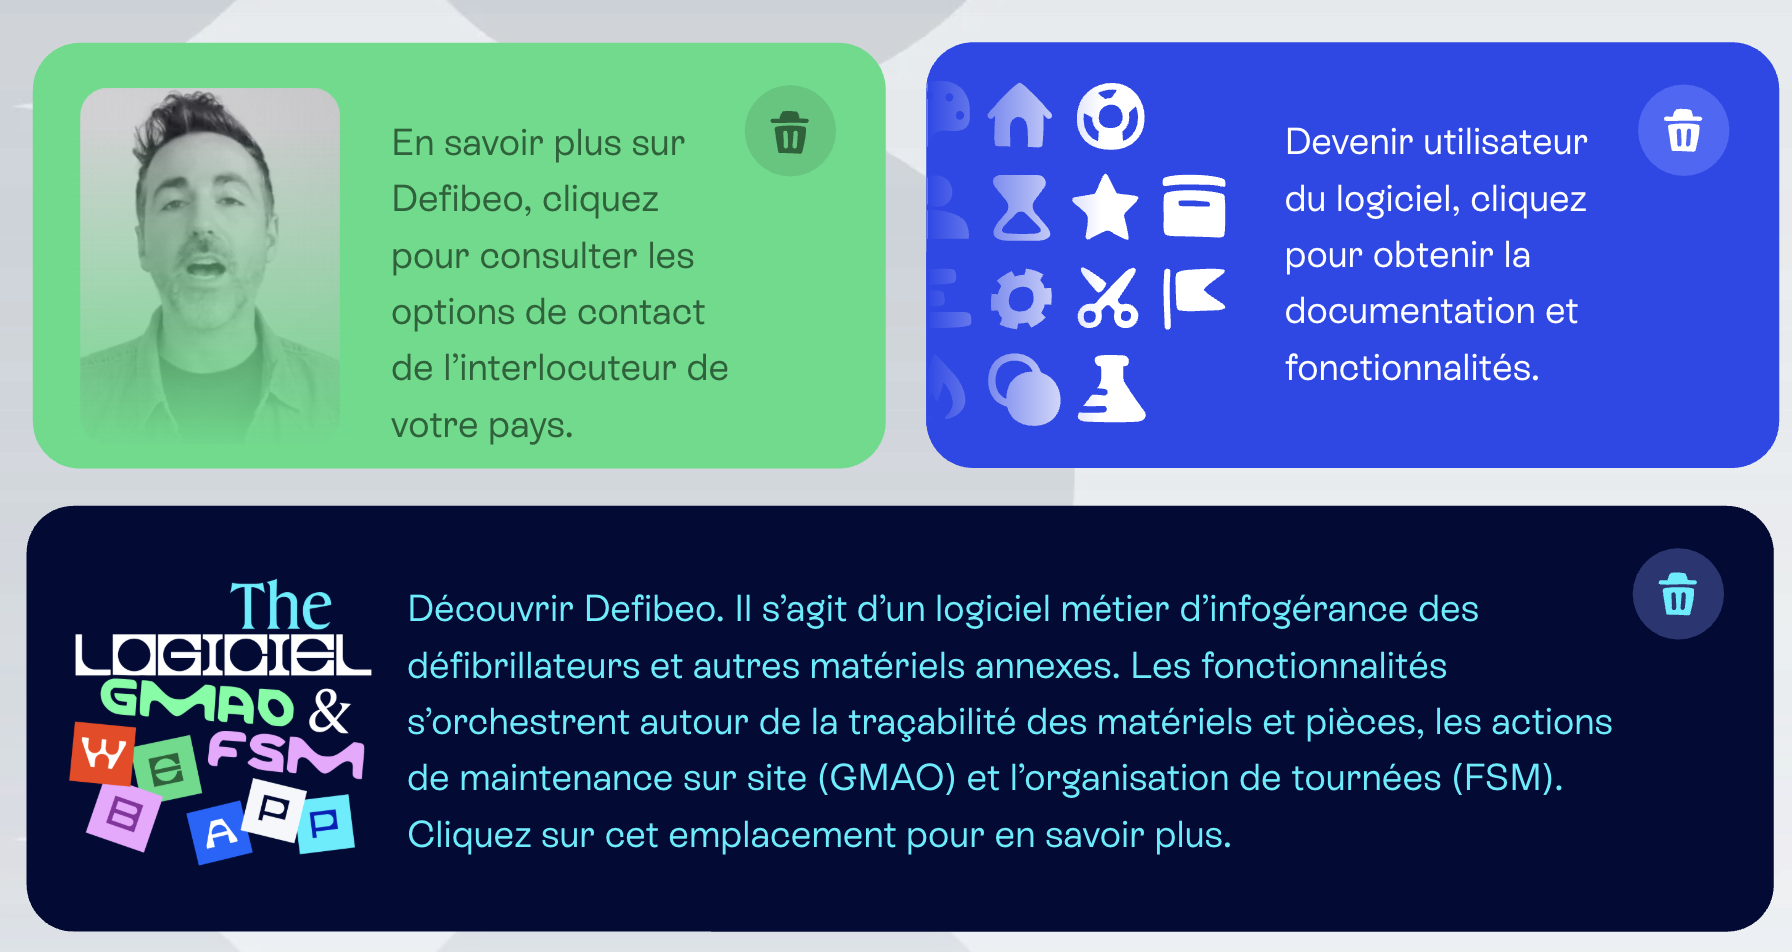 En savoir plus sur
Defibeo, cliquez
pour consulter les
options de contact
de l’interlocuteur de
votre pays.
Devenir utilisateur
du logiciel, cliquez
pour obtenir la
documentation et
fonctionnalités.
The
LOGICIEL
GMAO &
FSM
WEB
APP
Découvrir Defibeo. Il s’agit d’un logiciel métier d’infogérance des
défibrillateurs et autres matériels annexes. Les fonctionnalités
s’orchestrent autour de la traçabilité des matériels et pièces, les actions
de maintenance sur site (GMAO) et l’organisation de tournées (FSM).
Cliquez sur cet emplacement pour en savoir plus.